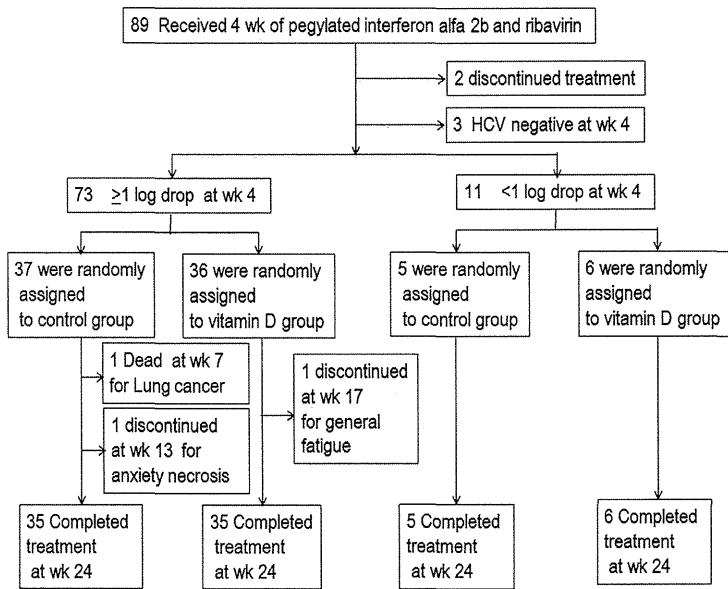 89 Received 4 wk of pegylated interferon alfa 2b and ribavirin
2 discontinued treatment
3 HCV negative at wk 4
73 ≥1 log drop at wk 4
11 <1 log drop at wk 4
37 were randomly
assigned
to control group
36 were randomly
assigned
to vitamin D group
5 were randomly
assigned
to control group
6 were randomly
assigned
to vitamin D group
1 Dead at wk 7
for Lung cancer
1 discontinued
at wk 13 for
anxiety necrosis
1 discontinued
at wk 17
for general
fatigue
35 Completed
treatment
at wk 24
35 Completed
treatment
at wk 24
5 Completed
treatment
at wk 24
6 Completed
treatment
at wk 24